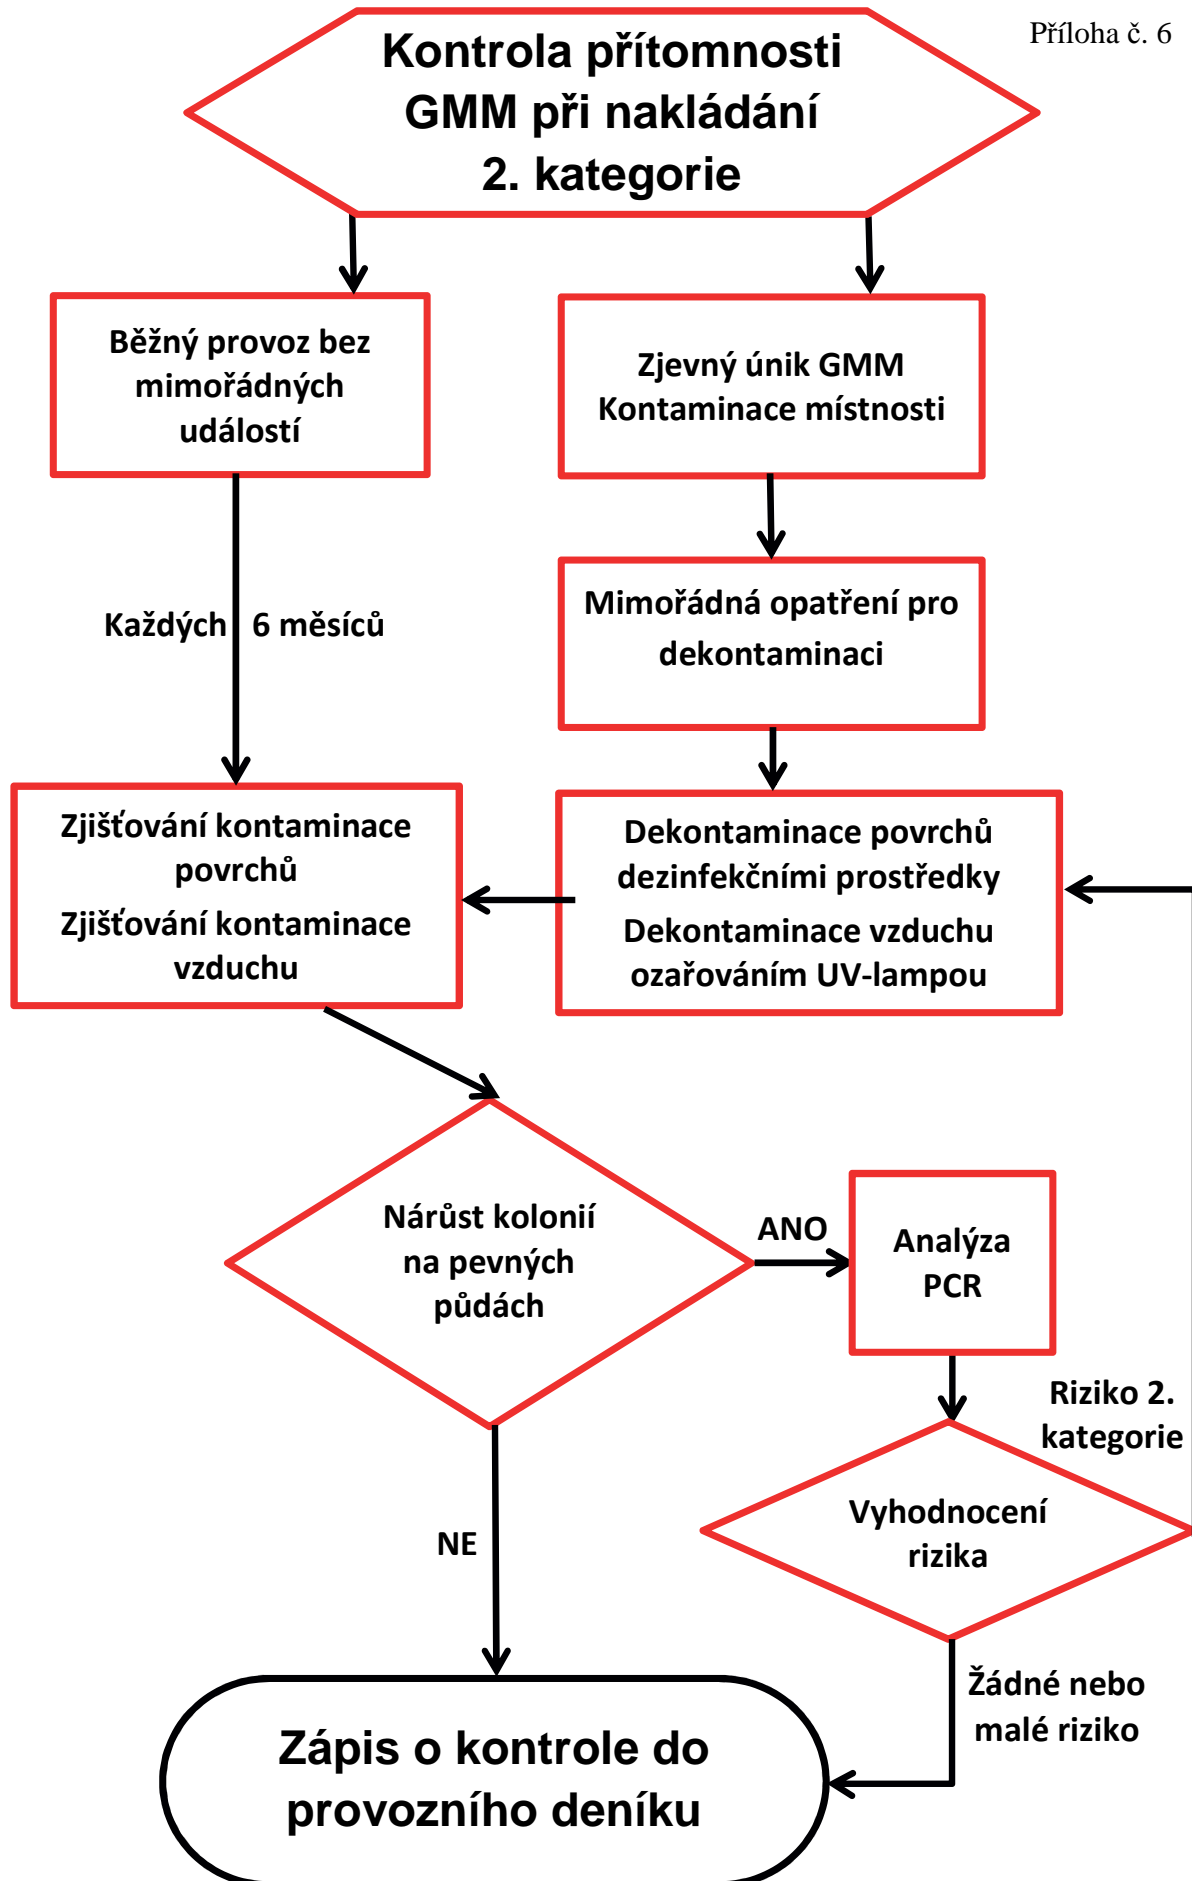 Příloha č. 6
Kontrola přítomnosti
GMM při nakládání
2. kategorie
Běžný provoz bez
mimořádných
událostí
Zjevný únik GMM
Kontaminace místnosti
Každých 6 měsíců
Mimořádná opatření pro
dekontaminaci
Zjišťování kontaminace
povrchů
Zjišťování kontaminace
vzduchu
Dekontaminace povrchů
dezinfekčními prostředky
Dekontaminace vzduchu
ozařováním UV-lampou
Nárůst kolonií
na pevných
půdách
ANO
Analýza
PCR
Riziko 2.
kategorie
Vyhodnocení
rizika
NE
Žádné nebo
malé riziko
Zápis o kontrole do
provozního deníku